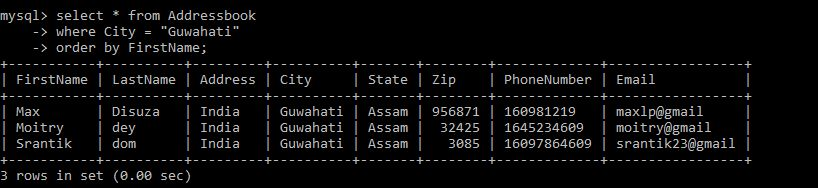 mysql> select * from Addressbook
    -> where City = "Guwahati"
    -> order by FirstName;
+-----------+----------+---------+----------+-------+--------+-------------+------------------+
| FirstName | LastName | Address | City     | State | Zip    | PhoneNumber | Email            |
+-----------+----------+---------+----------+-------+--------+-------------+------------------+
| Max       | Disuza   | India   | Guwahati | Assam | 956871 | 160981219   | maxlp@gmail      |
| Moitry    | dey      | India   | Guwahati | Assam |  32425 | 1645234609  | moitry@gmail     |
| Srantik   | dom      | India   | Guwahati | Assam |   3085 | 16097864609 | srantik23@gmail |
+-----------+----------+---------+----------+-------+--------+-------------+------------------+
3 rows in set (0.00 sec)